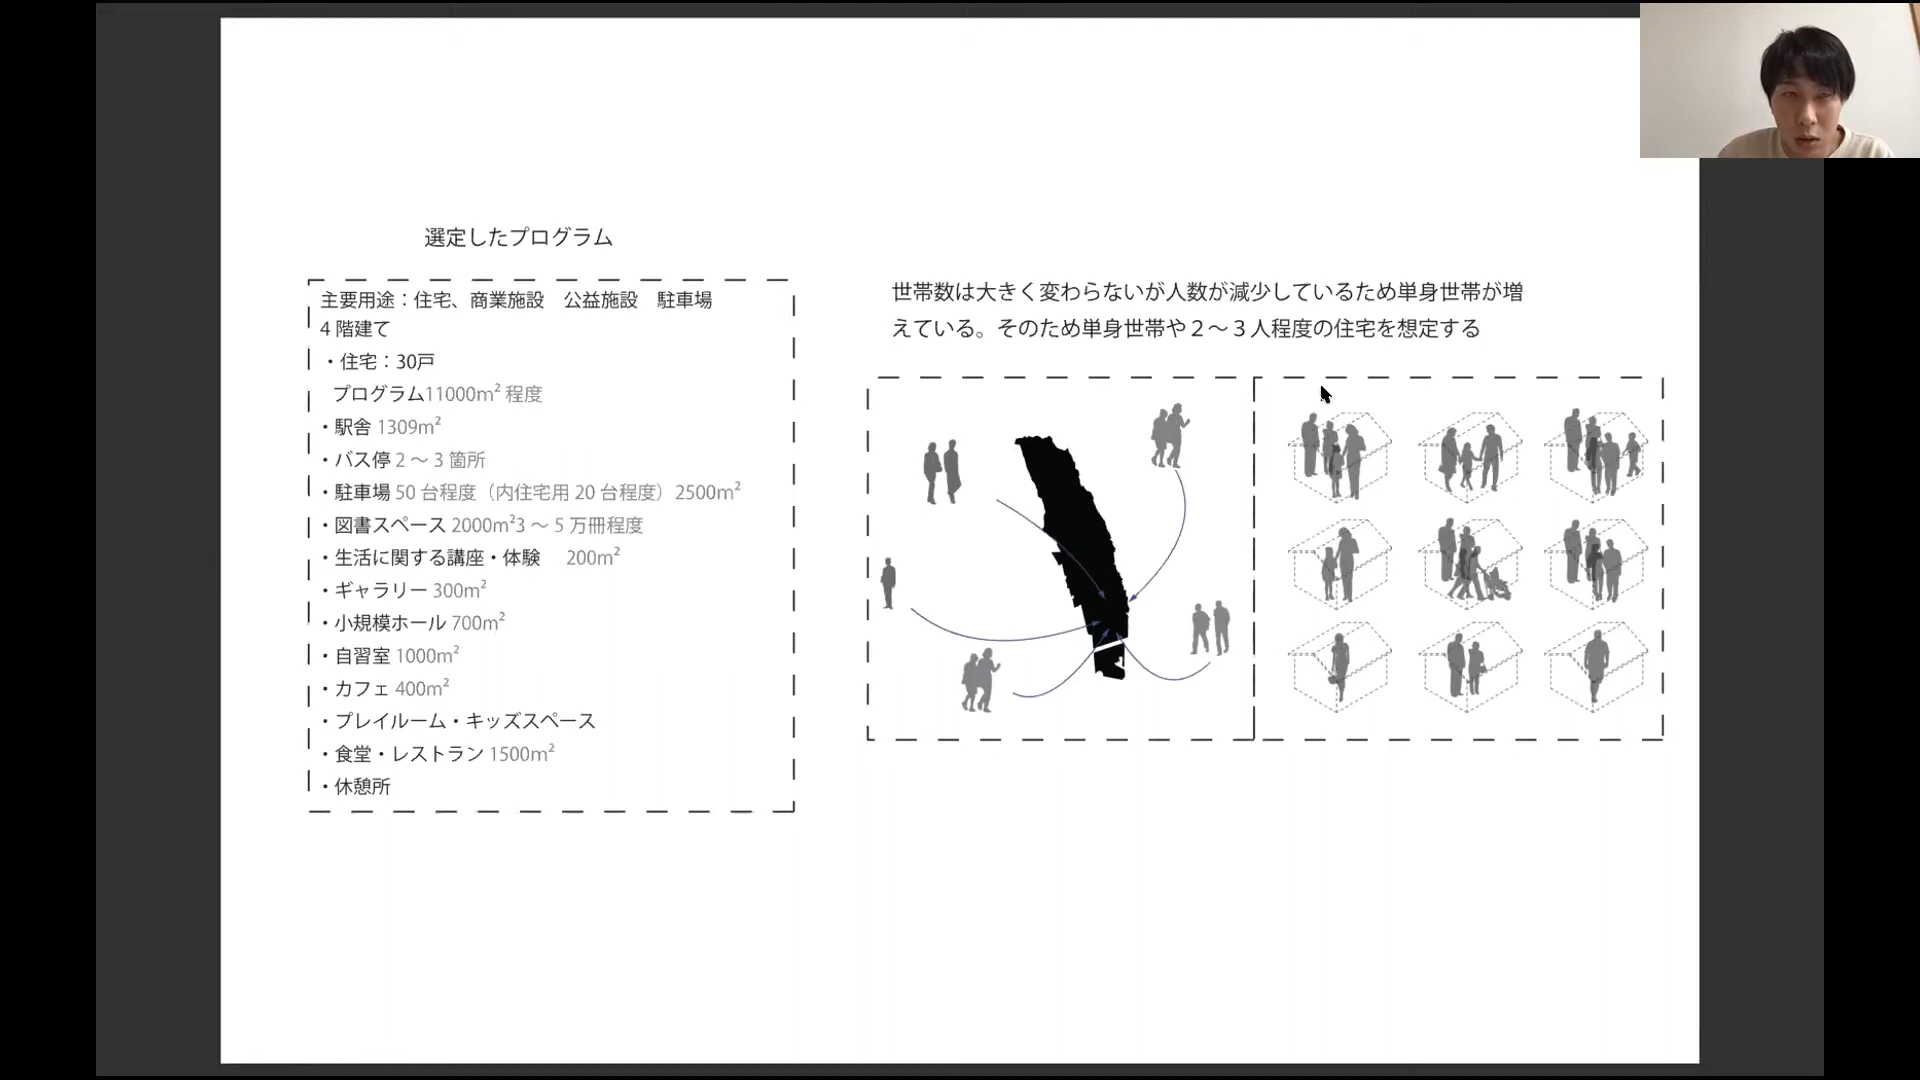 選定したプログラム
主要用途：住宅、商業施設　公益施設　駐車場
４階建て
・住宅：30戸
プログラム11000m² 程度
・駅舎 1309m²
・バス停 2 ～ 3 箇所
・駐車場 50 台程度（内住宅用 20 台程度）2500m²
・図書スペース 2000m²3 ～ 5 万冊程度
・生活に関する講座・体験　200m²
・ギャラリー 300m²
・小規模ホール 700m²
・自習室 1000m²
・カフェ 400m²
・プレイルーム・キッズスペース
・食堂・レストラン 1500m²
・休憩所
世帯数は大きく変わらないが人数が減少しているため単身世帯が増
えている。そのため単身世帯や２～３人程度の住宅を想定する